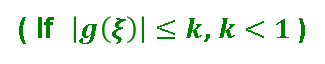 ( If |g(ξ)| ≤ k, k < 1 )